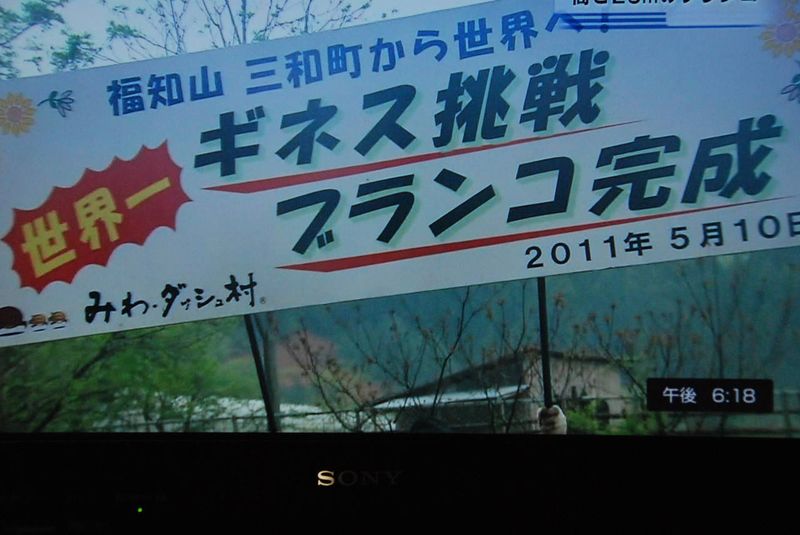 福知山 三和町から世界へ!
ギネス挑戦
ブランコ完成
世界一
2011年 5月10日
みわ・ダッシュ村
午後 6:18
SONY